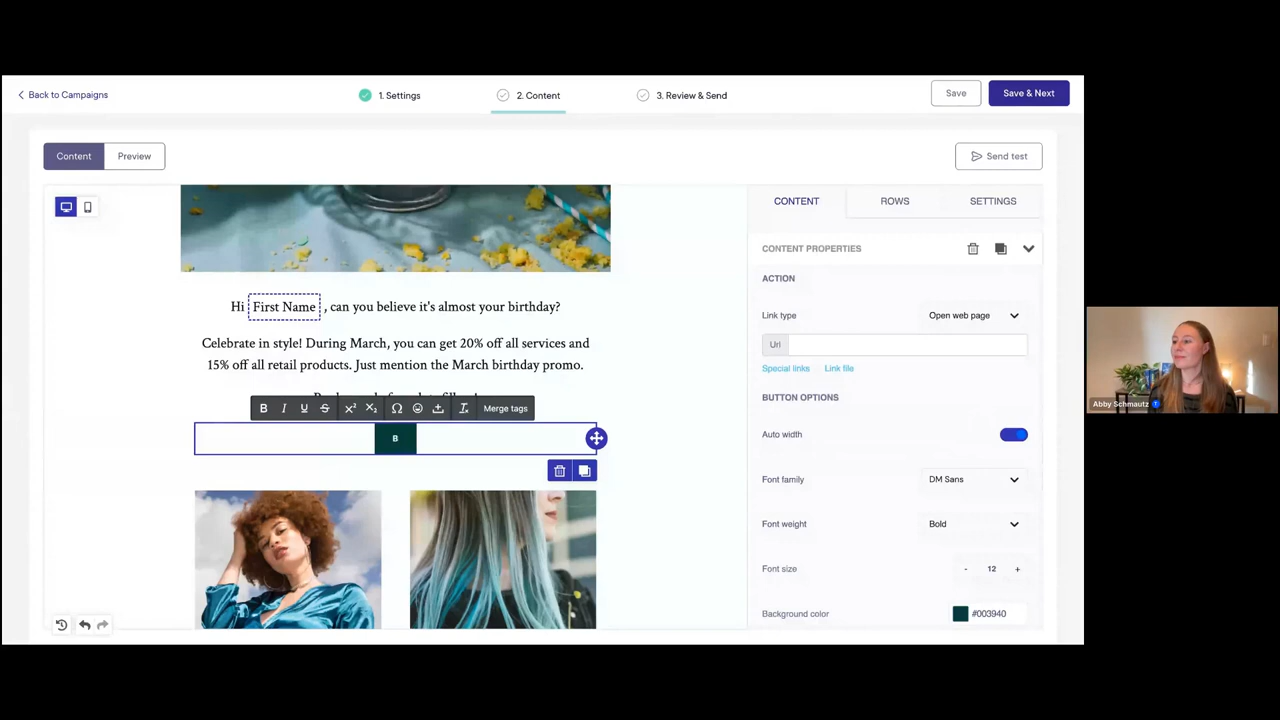 Back to Campaigns
1. Settings
2. Content
3. Review & Send
Save
Save & Next
Content
Preview
Send test
CONTENT
ROWS
SETTINGS
CONTENT PROPERTIES
ACTION
Link type
Open web page
Url
Special links
Link file
BUTTON OPTIONS
Auto width
Font family
DM Sans
Font weight
Bold
Font size
- 12 +
Background color
#003940
Hi First Name , can you believe it's almost your birthday?
Celebrate in style! During March, you can get 20% off all services and
15% off all retail products. Just mention the March birthday promo.
B I U S X² X₂ Ω Tx Merge tags
B
Abby Schmautz